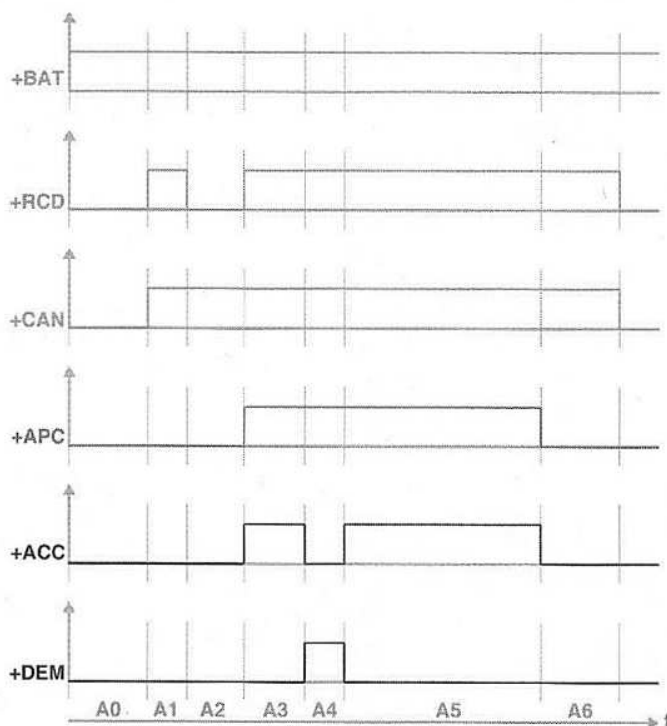 +BAT
+RCD
+CAN
+APC
+ACC
+DEM
A0 A1 A2 A3 A4 A5 A6